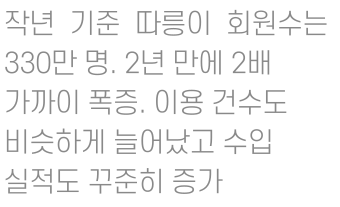 작년 기준 따릉이 회원수는
330만 명. 2년 만에 2배
가까이 폭증. 이용 건수도
비슷하게 늘어났고 수입
실적도 꾸준히 증가